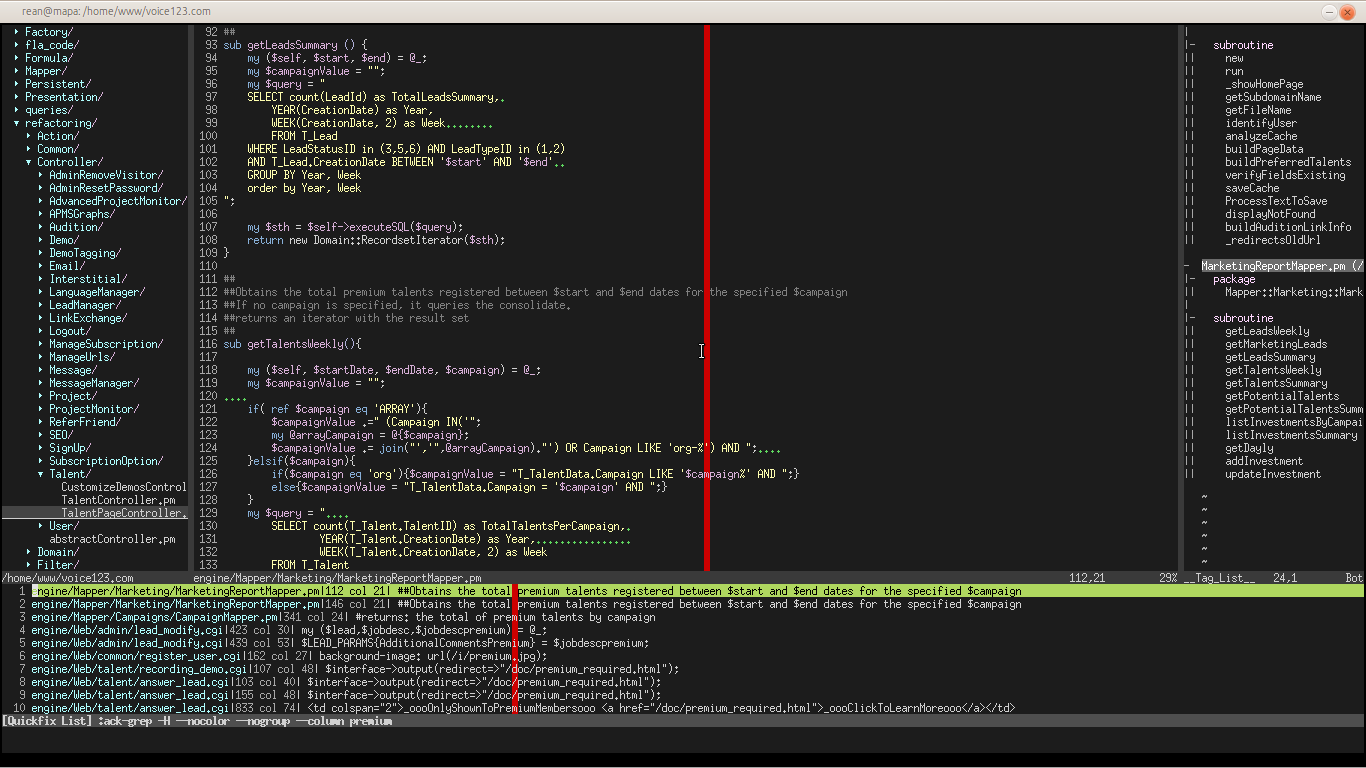 rean@mapa: /home/www/voice123.com
▸ Factory/
▸ fla_code/
▸ Formula/
▸ Mapper/
▸ Persistent/
▸ Presentation/
▸ queries/
▾ refactoring/
▸ Action/
▸ Common/
▾ Controller/
▸ AdminRemoveVisitor/
▸ AdminResetPassword/
▸ AdvancedProjectMonitor/
▸ APMSGraphs/
▸ Audition/
▸ Demo/
▸ DemoTagging/
▸ Email/
▸ Interstitial/
▸ LanguageManager/
▸ LeadManager/
▸ LinkExchange/
▸ Logout/
▸ ManageSubscription/
▸ ManageUrls/
▸ Message/
▸ MessageManager/
▸ Project/
▸ ProjectMonitor/
▸ ReferFriend/
▸ SEO/
▸ SignUp/
▸ SubscriptionOption/
▾ Talent/
CustomizeDemosControl
TalentController.pm
TalentPageController.
▸ User/
abstractController.pm
▸ Domain/
▸ Filter/
/home/www/voice123.com
92 ##
93 sub getLeadsSummary () {
94 my ($self, $start, $end) = @_;
95 my $campaignValue = "";
96 my $query = "
97 SELECT count(LeadId) as TotalLeadsSummary,.
98 YEAR(CreationDate) as Year,
99 WEEK(CreationDate, 2) as Week........
100 FROM T_Lead
101 WHERE LeadStatusID in (3,5,6) AND LeadTypeID in (1,2)
102 AND T_Lead.CreationDate BETWEEN '$start' AND '$end'..
103 GROUP BY Year, Week
104 order by Year, Week
105 ";
106
107 my $sth = $self->executeSQL($query);
108 return new Domain::RecordsetIterator($sth);
109 }
110
111 ##
112 ##Obtains the total premium talents registered between $start and $end dates for the specified $campaign
113 ##If no campaign is specified, it queries the consolidate.
114 ##returns an iterator with the result set
115 ##
116 sub getTalentsWeekly(){
117
118 my ($self, $startDate, $endDate, $campaign) = @_;
119 my $campaignValue = "";
120 ....
121 if( ref $campaign eq 'ARRAY'){
122 $campaignValue .=" (Campaign IN('";
123 my @arrayCampaign = @{$campaign};
124 $campaignValue .= join("','",@arrayCampaign)."') OR Campaign LIKE 'org-%') AND ";....
125 }elsif($campaign){
126 if($campaign eq 'org'){$campaignValue = "T_TalentData.Campaign LIKE '$campaign%' AND ";}
127 else{$campaignValue = "T_TalentData.Campaign = '$campaign' AND ";}
128 }
129 my $query = "....
130 SELECT count(T_Talent.TalentID) as TotalTalentsPerCampaign,.
131 YEAR(T_Talent.CreationDate) as Year,................
132 WEEK(T_Talent.CreationDate, 2) as Week
133 FROM T_Talent
engine/Mapper/Marketing/MarketingReportMapper.pm 112,21 29%
|
|- subroutine
|| new
|| run
|| _showHomePage
|| getSubdomainName
|| getFileName
|| identifyUser
|| analyzeCache
|| buildPageData
|| buildPreferredTalents
|| verifyFieldsExisting
|| saveCache
|| ProcessTextToSave
|| displayNotFound
|| buildAuditionLinkInfo
|| _redirectsOldUrl
- MarketingReportMapper.pm (/
|- package
|| Mapper::Marketing::Mark
|
|- subroutine
|| getLeadsWeekly
|| getMarketingLeads
|| getLeadsSummary
|| getTalentsWeekly
|| getTalentsSummary
|| getPotentialTalents
|| getPotentialTalentsSumm
|| listInvestmentsByCampai
|| listInvestmentsSummary
|| getDayly
|| addInvestment
|| updateInvestment
~
~
~
~
~
~
__Tag_List__ 24,1 Bot
1 engine/Mapper/Marketing/MarketingReportMapper.pm|112 col 21| ##Obtains the total premium talents registered between $start and $end dates for the specified $campaign
2 engine/Mapper/Marketing/MarketingReportMapper.pm|146 col 21| ##Obtains the total premium talents registered between $start and $end dates for the specified $campaign
3 engine/Mapper/Campaigns/CampaignMapper.pm|341 col 24| #returns: the total of premium talents by campaign
4 engine/Web/admin/lead_modify.cgi|423 col 30| my ($lead,$jobdesc,$jobdescpremium) = @_;
5 engine/Web/admin/lead_modify.cgi|439 col 53| $LEAD_PARAMS{AdditionalCommentsPremium} = $jobdescpremium;
6 engine/Web/common/register_user.cgi|162 col 27| background-image: url(/i/premium.jpg);
7 engine/Web/talent/recording_demo.cgi|107 col 48| $interface->output(redirect=>"/doc/premium_required.html");
8 engine/Web/talent/answer_lead.cgi|103 col 40| $interface->output(redirect=>"/doc/premium_required.html");
9 engine/Web/talent/answer_lead.cgi|155 col 48| $interface->output(redirect=>"/doc/premium_required.html");
10 engine/Web/talent/answer_lead.cgi|833 col 74| <td colspan="2">_oooOnlyShownToPremiumMembersooo <a href="/doc/premium_required.html">_oooClickToLearnMoreooo</a></td>
[Quickfix List] :ack-grep -H --nocolor --nogroup --column premium